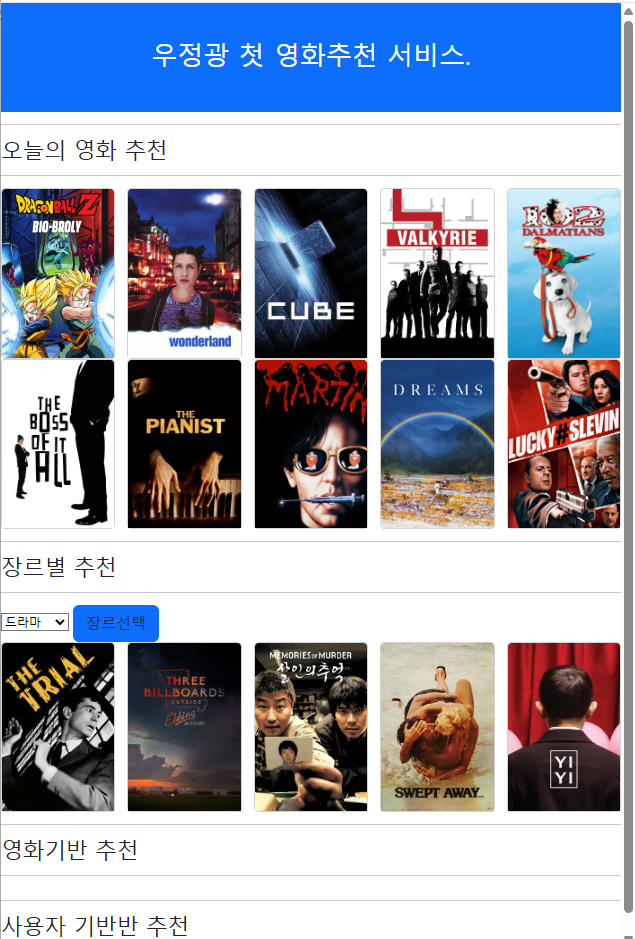 우정광 첫 영화추천 서비스.
오늘의 영화 추천
DRAGONBALL Z
BIO-BROLY
wonderland
CUBE
VALKYRIE
102
DALMATIANS
THE
BOSS
OF IT
ALL
THE
PIANIST
MARTIN
DREAMS
LUCKY#SLEVIN
장르별 추천
드라마
장르선택
THE
TRIAL
THREE
BILLBOARDS
OUTSIDE
Ebbing
MEMORIES OF MURDER
살인의추억
SWEPT AWAY...
YI
YI
영화기반 추천
사용자 기반반 추천